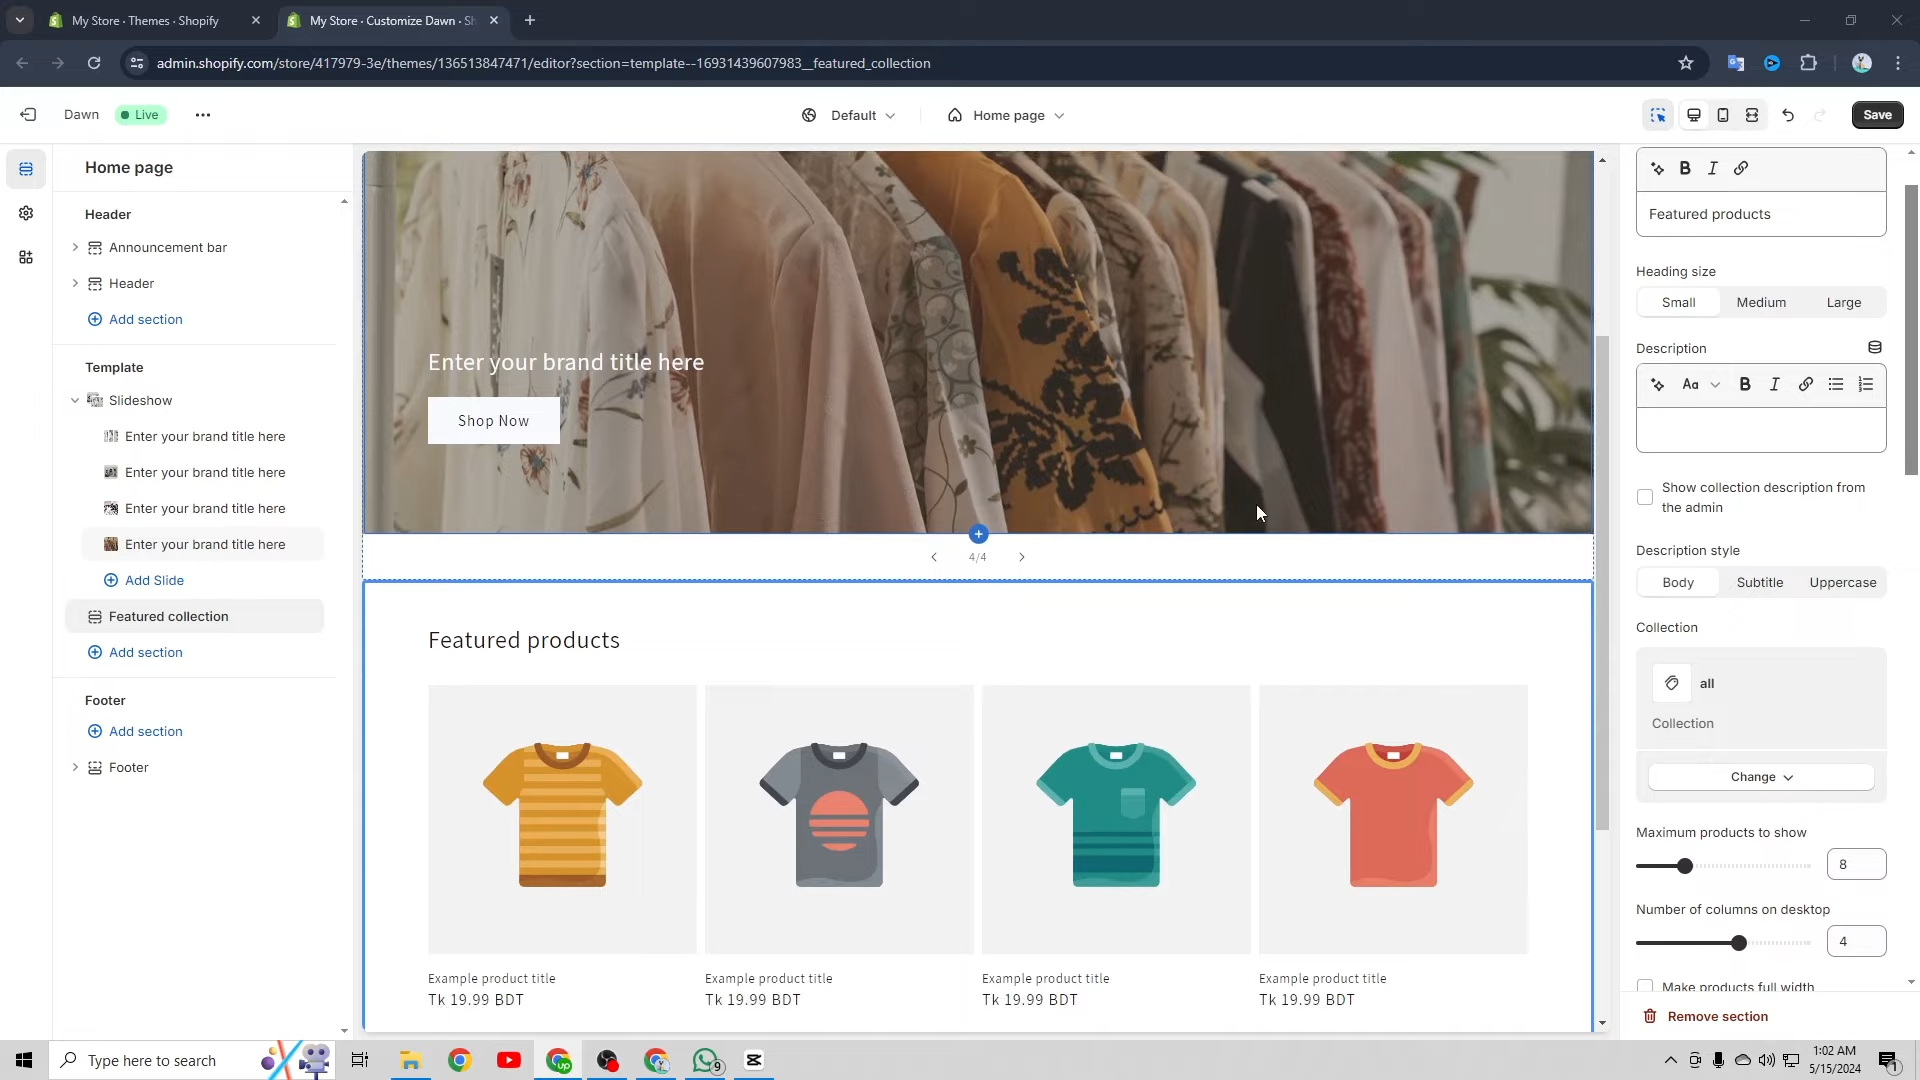 My Store · Themes · Shopify
My Store · Customize Dawn · Sh
admin.shopify.com/store/417979-3e/themes/136513847471/editor?section=template--16931439607983__featured_collection
Dawn
Live
Default
Home page
Save
Home page
Header
Announcement bar
Header
Add section
Template
Slideshow
Enter your brand title here
Enter your brand title here
Enter your brand title here
Enter your brand title here
Add Slide
Featured collection
Add section
Footer
Add section
Footer
Enter your brand title here
Shop Now
4/4
Featured products
Example product title
Tk 19.99 BDT
Example product title
Tk 19.99 BDT
Example product title
Tk 19.99 BDT
Example product title
Tk 19.99 BDT
B I
Featured products
Heading size
Small Medium Large
Description
Aa B I
Show collection description from
the admin
Description style
Body Subtitle Uppercase
Collection
all
Collection
Change
Maximum products to show
8
Number of columns on desktop
4
Make products full width
Remove section
Type here to search
up
9
1:02 AM
5/15/2024
1